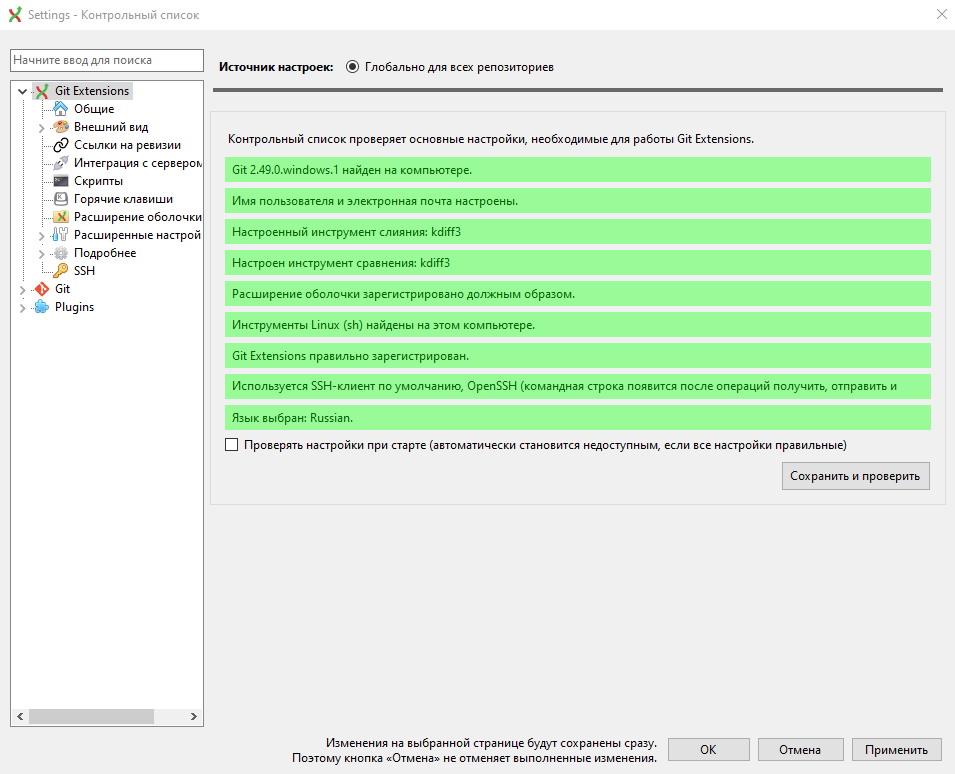 Settings - Контрольный список
Начните ввод для поиска
Git Extensions
Общие
Внешний вид
Ссылки на ревизии
Интеграция с сервером
Скрипты
Горячие клавиши
Расширение оболочки
Расширенные настрой
Подробнее
SSH
Git
Plugins
Источник настроек:
Глобально для всех репозиториев
Контрольный список проверяет основные настройки, необходимые для работы Git Extensions.
Git 2.49.0.windows.1 найден на компьютере.
Имя пользователя и электронная почта настроены.
Настроенный инструмент слияния: kdiff3
Настроен инструмент сравнения: kdiff3
Расширение оболочки зарегистрировано должным образом.
Инструменты Linux (sh) найдены на этом компьютере.
Git Extensions правильно зарегистрирован.
Используется SSH-клиент по умолчанию, OpenSSH (командная строка появится после операций получить, отправить и
Язык выбран: Russian.
Проверять настройки при старте (автоматически становится недоступным, если все настройки правильные)
Сохранить и проверить
Изменения на выбранной странице будут сохранены сразу.
Поэтому кнопка «Отмена» не отменяет выполненные изменения.
OK
Отмена
Применить